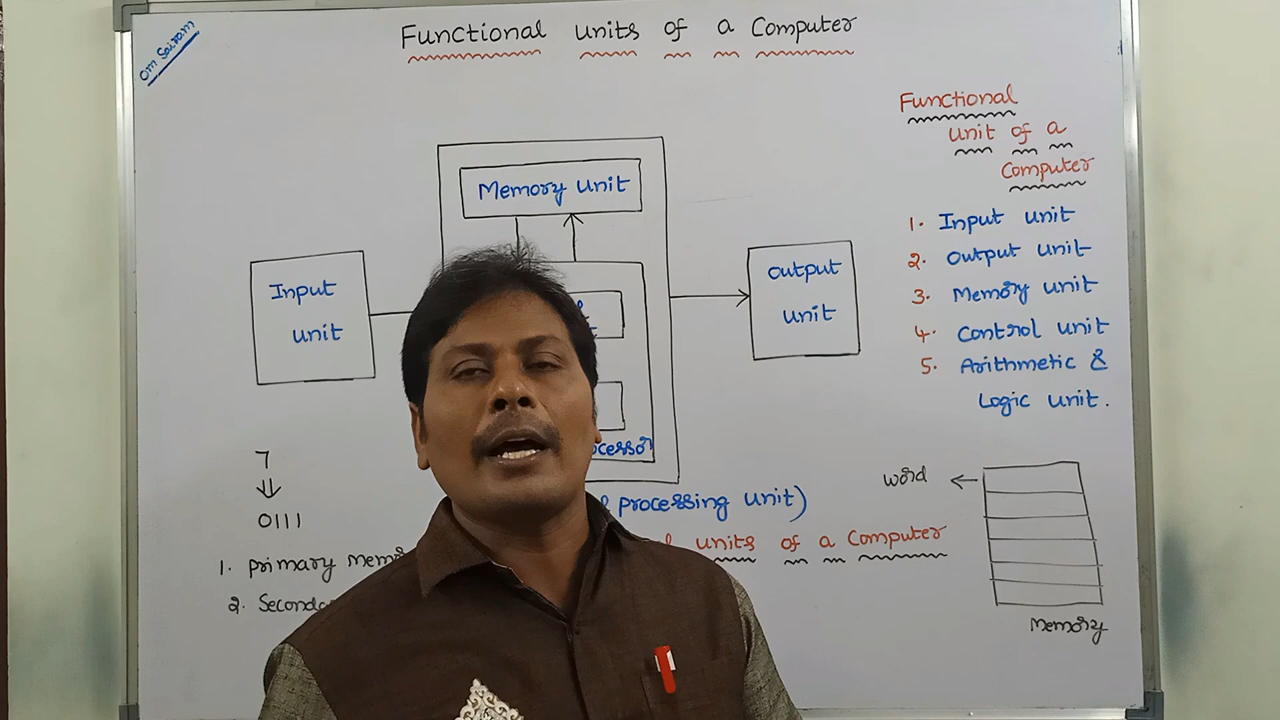 Om Sairam
Functional units of a Computer
Functional
unit of a
Computer
1. Input unit
2. Output unit
3. Memory unit
4. Control unit
5. Arithmetic &
Logic unit.
Memory unit
Input
unit
Output
unit
processing unit)
units of a Computer
7
0111
1. primary
2.
word
Memory